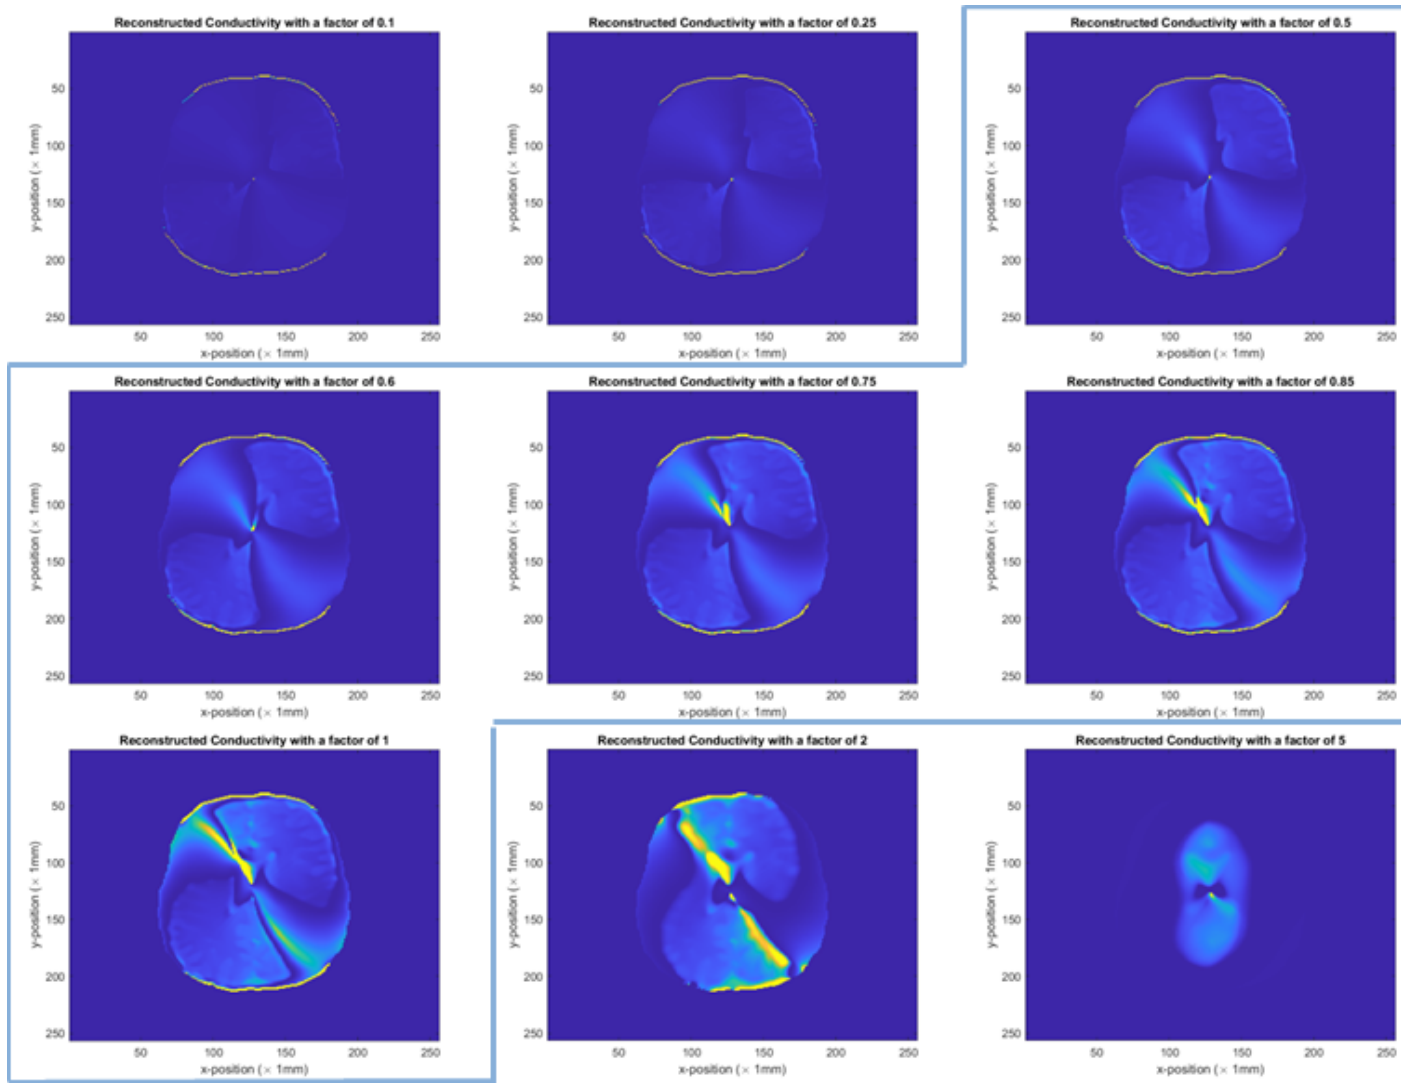 Reconstructed Conductivity with a factor of 0.1
50
100
150
200
250
y-position (× 1mm)
50 100 150 200 250
x-position (× 1mm)
Reconstructed Conductivity with a factor of 0.25
50
100
150
200
250
y-position (× 1mm)
50 100 150 200 250
x-position (× 1mm)
Reconstructed Conductivity with a factor of 0.5
50
100
150
200
250
y-position (× 1mm)
50 100 150 200 250
x-position (× 1mm)
Reconstructed Conductivity with a factor of 0.6
50
100
150
200
250
y-position (× 1mm)
50 100 150 200 250
x-position (× 1mm)
Reconstructed Conductivity with a factor of 0.75
50
100
150
200
250
y-position (× 1mm)
50 100 150 200 250
x-position (× 1mm)
Reconstructed Conductivity with a factor of 0.85
50
100
150
200
250
y-position (× 1mm)
50 100 150 200 250
x-position (× 1mm)
Reconstructed Conductivity with a factor of 1
50
100
150
200
250
y-position (× 1mm)
50 100 150 200 250
x-position (× 1mm)
Reconstructed Conductivity with a factor of 2
50
100
150
200
250
y-position (× 1mm)
50 100 150 200 250
x-position (× 1mm)
Reconstructed Conductivity with a factor of 5
50
100
150
200
250
y-position (× 1mm)
50 100 150 200 250
x-position (× 1mm)